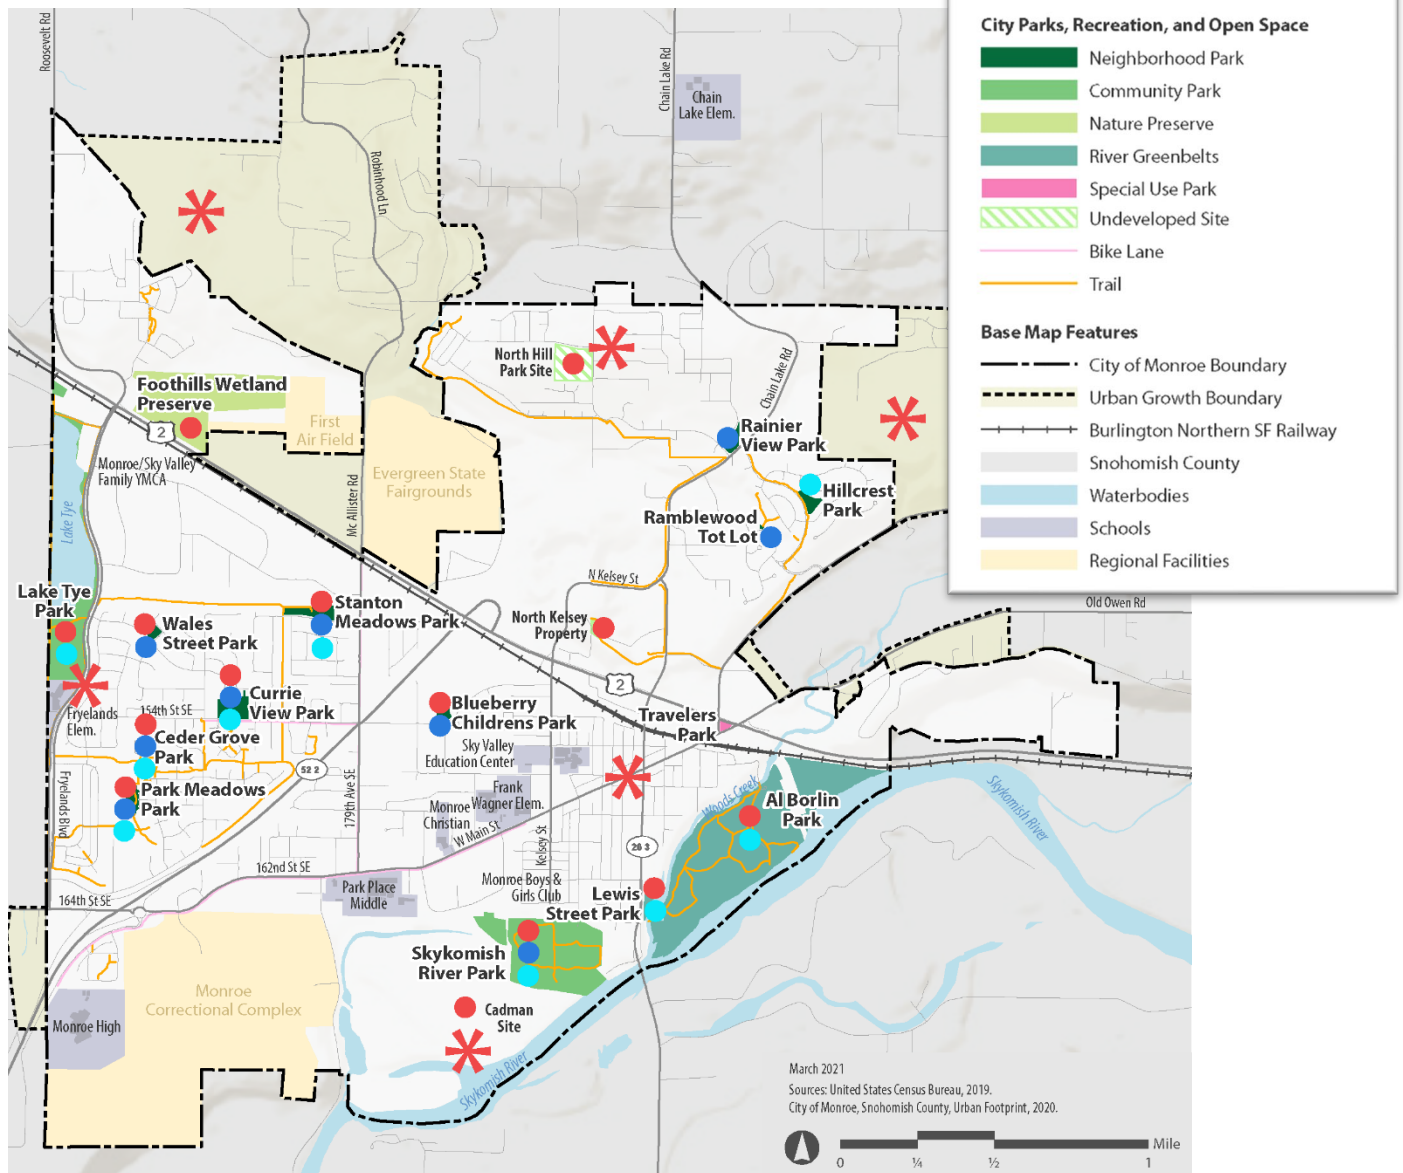 City Parks, Recreation, and Open Space
Neighborhood Park
Community Park
Nature Preserve
River Greenbelts
Special Use Park
Undeveloped Site
Bike Lane
Trail
Base Map Features
City of Monroe Boundary
Urban Growth Boundary
Burlington Northern SF Railway
Snohomish County
Waterbodies
Schools
Regional Facilities
Roosevelt Rd
Chain Lake Rd
Chain
Lake Elem.
Robinhood Ln
North Hill
Park Site
Chain Lake Rd
Foothills Wetland
Preserve
First
Air Field
2
Monroe/Sky Valley
Family YMCA
Evergreen State
Fairgrounds
Mc Allister Rd
Rainier
View Park
Hillcrest
Park
Ramblewood
Tot Lot
Lake Tye
N Kelsey St
Lake Tye
Park
Wales
Street Park
Stanton
Meadows Park
North Kelsey
Property
Old Owen Rd
2
Currie
View Park
Blueberry
Childrens Park
Travelers
Park
Fryelands
Elem.
154th St SE
Ceder Grove
Park
Sky Valley
Education Center
52 2
Park Meadows
Park
Fryelands Blvd
179th Ave SE
Frank
Wagner Elem.
Monroe
Christian
W Main St
Kelsey St
Woods Creek
Al Borlin
Park
Skykomish River
26 3
162nd St SE
164th St SE
Park Place
Middle
Monroe Boys &
Girls Club
Lewis
Street Park
Skykomish
River Park
Monroe
Correctional Complex
Monroe High
Cadman
Site
Skykomish River
March 2021
Sources: United States Census Bureau, 2019.
City of Monroe, Snohomish County, Urban Footprint, 2020.
Mile
0 ¼ ½ 1